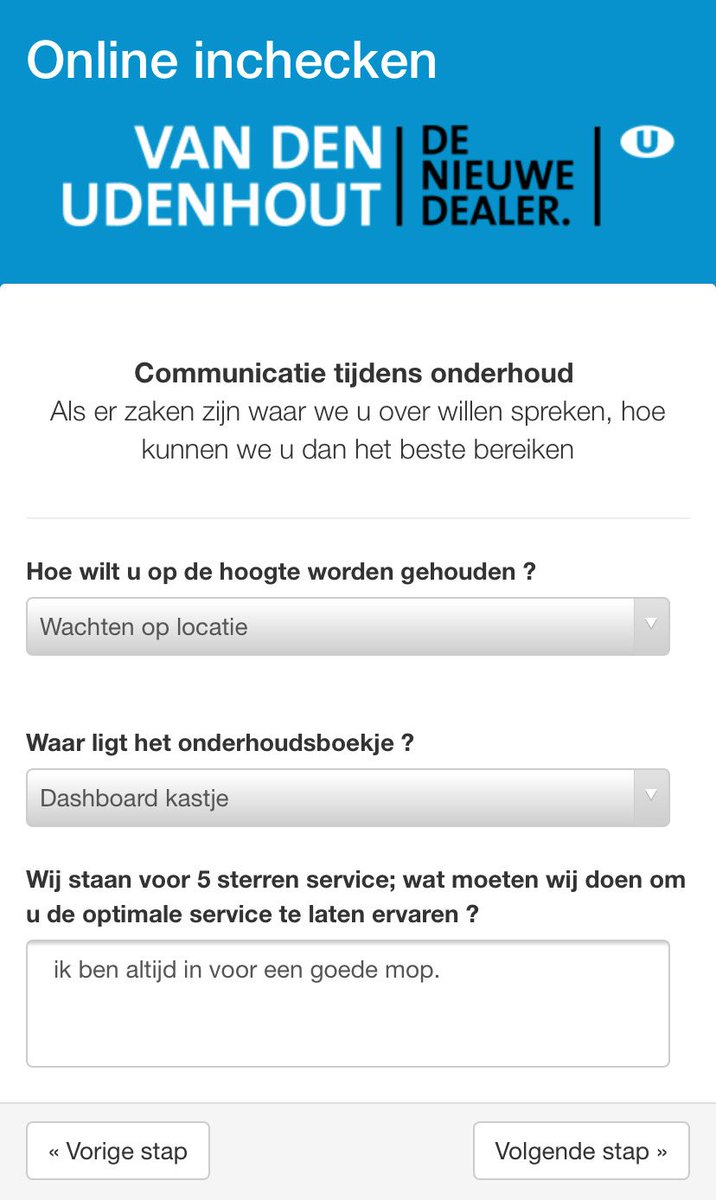 Online inchecken
VAN DEN
UDENHOUT
DE
NIEUWE
DEALER.
U
Communicatie tijdens onderhoud
Als er zaken zijn waar we u over willen spreken, hoe
kunnen we u dan het beste bereiken
Hoe wilt u op de hoogte worden gehouden ?
Wachten op locatie
Waar ligt het onderhoudsboekje ?
Dashboard kastje
Wij staan voor 5 sterren service; wat moeten wij doen om
u de optimale service te laten ervaren ?
ik ben altijd in voor een goede mop.
« Vorige stap
Volgende stap »